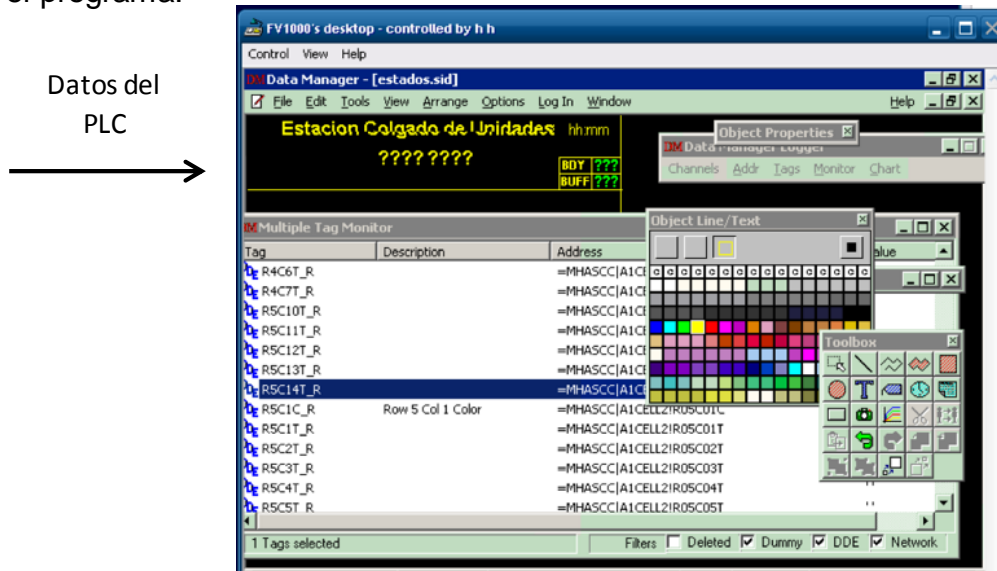 el programa.
Datos del
PLC
FV1000's desktop - controlled by h h
Control View Help
DM Data Manager - [estados.sid]
File Edit Tools View Arrange Options Log In Window Help
Estacion Colgado de Unidades hh:mm
???? ????
BDY ???
BUFF ???
Object Properties
DM Data Manager Logger
Channels Addr Tags Monitor Chart
Multiple Tag Monitor
Object Line/Text
Tag Description Address alue
R4C6T_R =MHASCC|A1CE
R4C7T_R =MHASCC|A1CE
R5C10T_R =MHASCC|A1CE
R5C11T_R =MHASCC|A1CE
R5C12T_R =MHASCC|A1CE
R5C13T_R =MHASCC|A1CE
R5C14T_R =MHASCC|A1CE
R5C1C_R Row 5 Col 1 Color =MHASCC|A1CELL2!R05C01C
R5C1T_R =MHASCC|A1CELL2!R05C01T
R5C2T_R =MHASCC|A1CELL2!R05C02T
R5C3T_R =MHASCC|A1CELL2!R05C03T
R5C4T_R =MHASCC|A1CELL2!R05C04T
R5C5T_R =MHASCC|A1CELL2!R05C05T
Toolbox
1 Tags selected Filters Deleted Dummy DDE Network